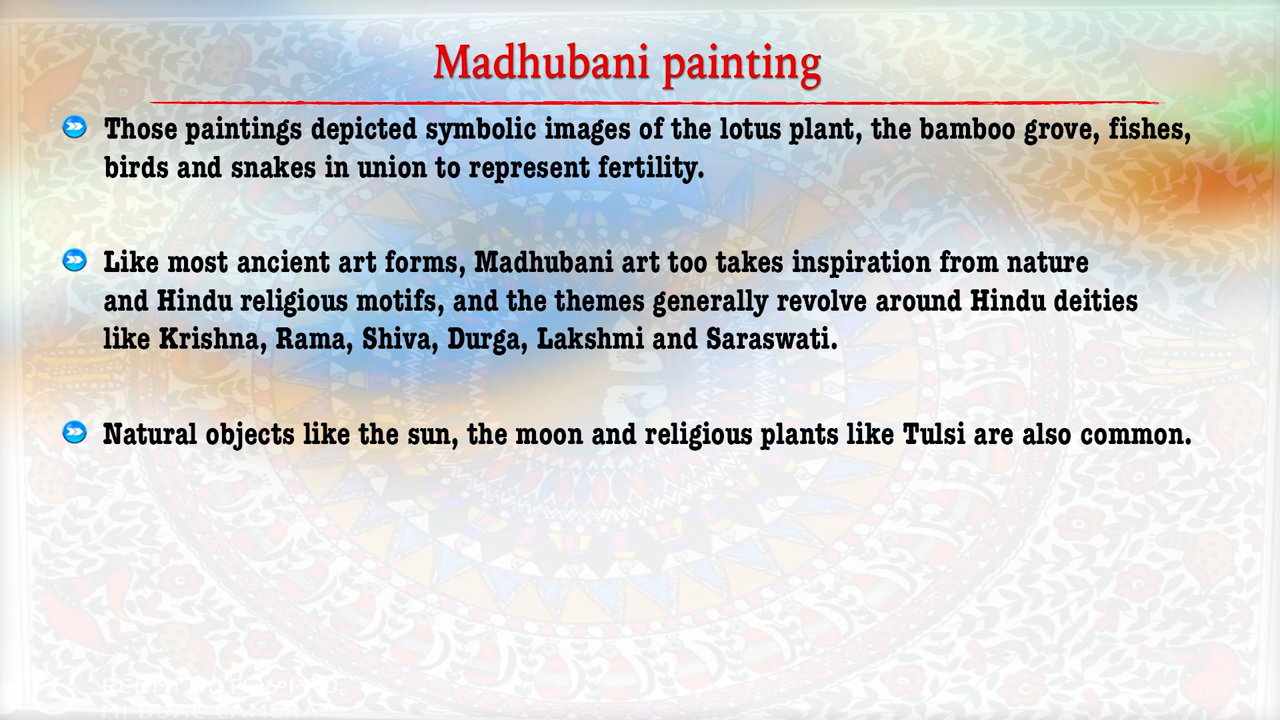 Madhubani painting
Those paintings depicted symbolic images of the lotus plant, the bamboo grove, fishes,
birds and snakes in union to represent fertility.
Like most ancient art forms, Madhubani art too takes inspiration from nature
and Hindu religious motifs, and the themes generally revolve around Hindu deities
like Krishna, Rama, Shiva, Durga, Lakshmi and Saraswati.
Natural objects like the sun, the moon and religious plants like Tulsi are also common.